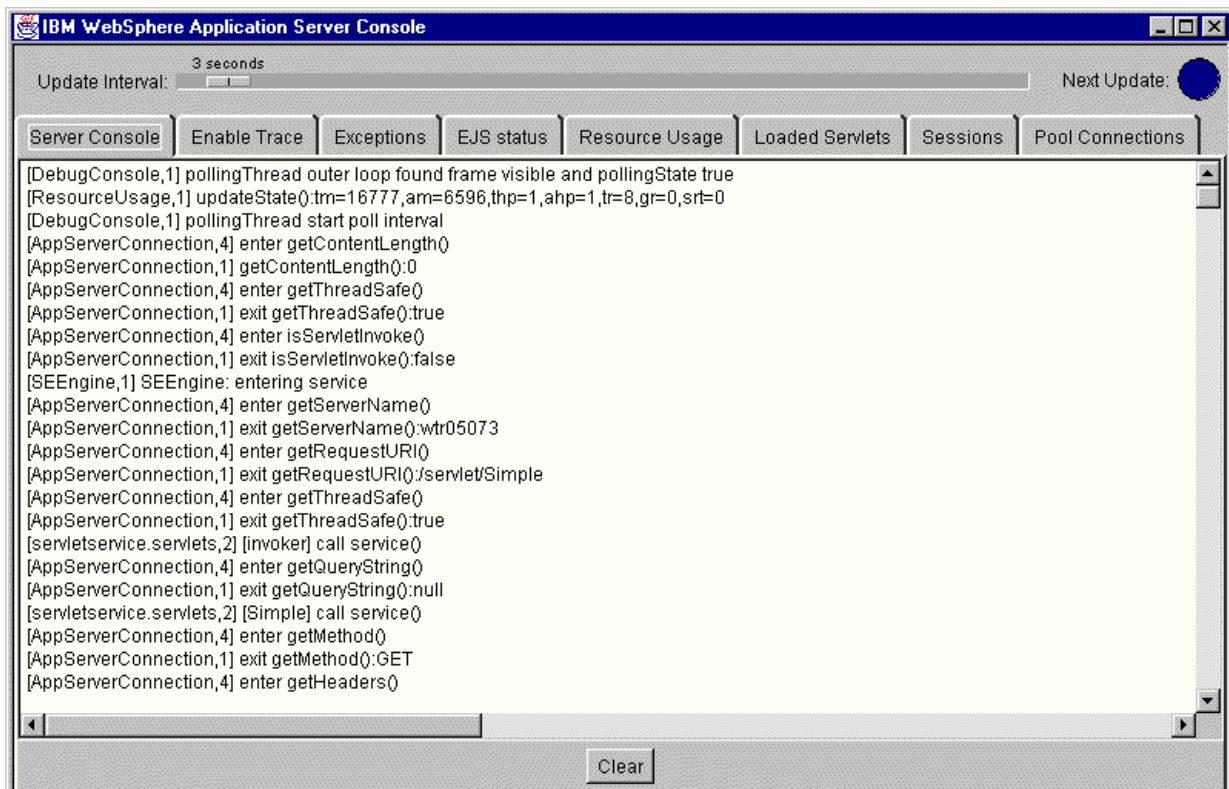 IBM WebSphere Application Server Console
3 seconds
Update Interval:
Next Update:
Server Console Enable Trace Exceptions EJS status Resource Usage Loaded Servlets Sessions Pool Connections
[DebugConsole,1] pollingThread outer loop found frame visible and pollingState true
[ResourceUsage,1] updateState():tm=16777,am=6596,thp=1,ahp=1,tr=8,gr=0,srt=0
[DebugConsole,1] pollingThread start poll interval
[AppServerConnection,4] enter getContentLength()
[AppServerConnection,1] getContentLength():0
[AppServerConnection,4] enter getThreadSafe()
[AppServerConnection,1] exit getThreadSafe():true
[AppServerConnection,4] enter isServletInvoke()
[AppServerConnection,1] exit isServletInvoke():false
[SEEngine,1] SEEngine: entering service
[AppServerConnection,4] enter getServerName()
[AppServerConnection,1] exit getServerName():wtr05073
[AppServerConnection,4] enter getRequestURI()
[AppServerConnection,1] exit getRequestURI():/servlet/Simple
[AppServerConnection,4] enter getThreadSafe()
[AppServerConnection,1] exit getThreadSafe():true
[servletservice.servlets,2] [invoker] call service()
[AppServerConnection,4] enter getQueryString()
[AppServerConnection,1] exit getQueryString():null
[servletservice.servlets,2] [Simple] call service()
[AppServerConnection,4] enter getMethod()
[AppServerConnection,1] exit getMethod():GET
[AppServerConnection,4] enter getHeaders()
Clear